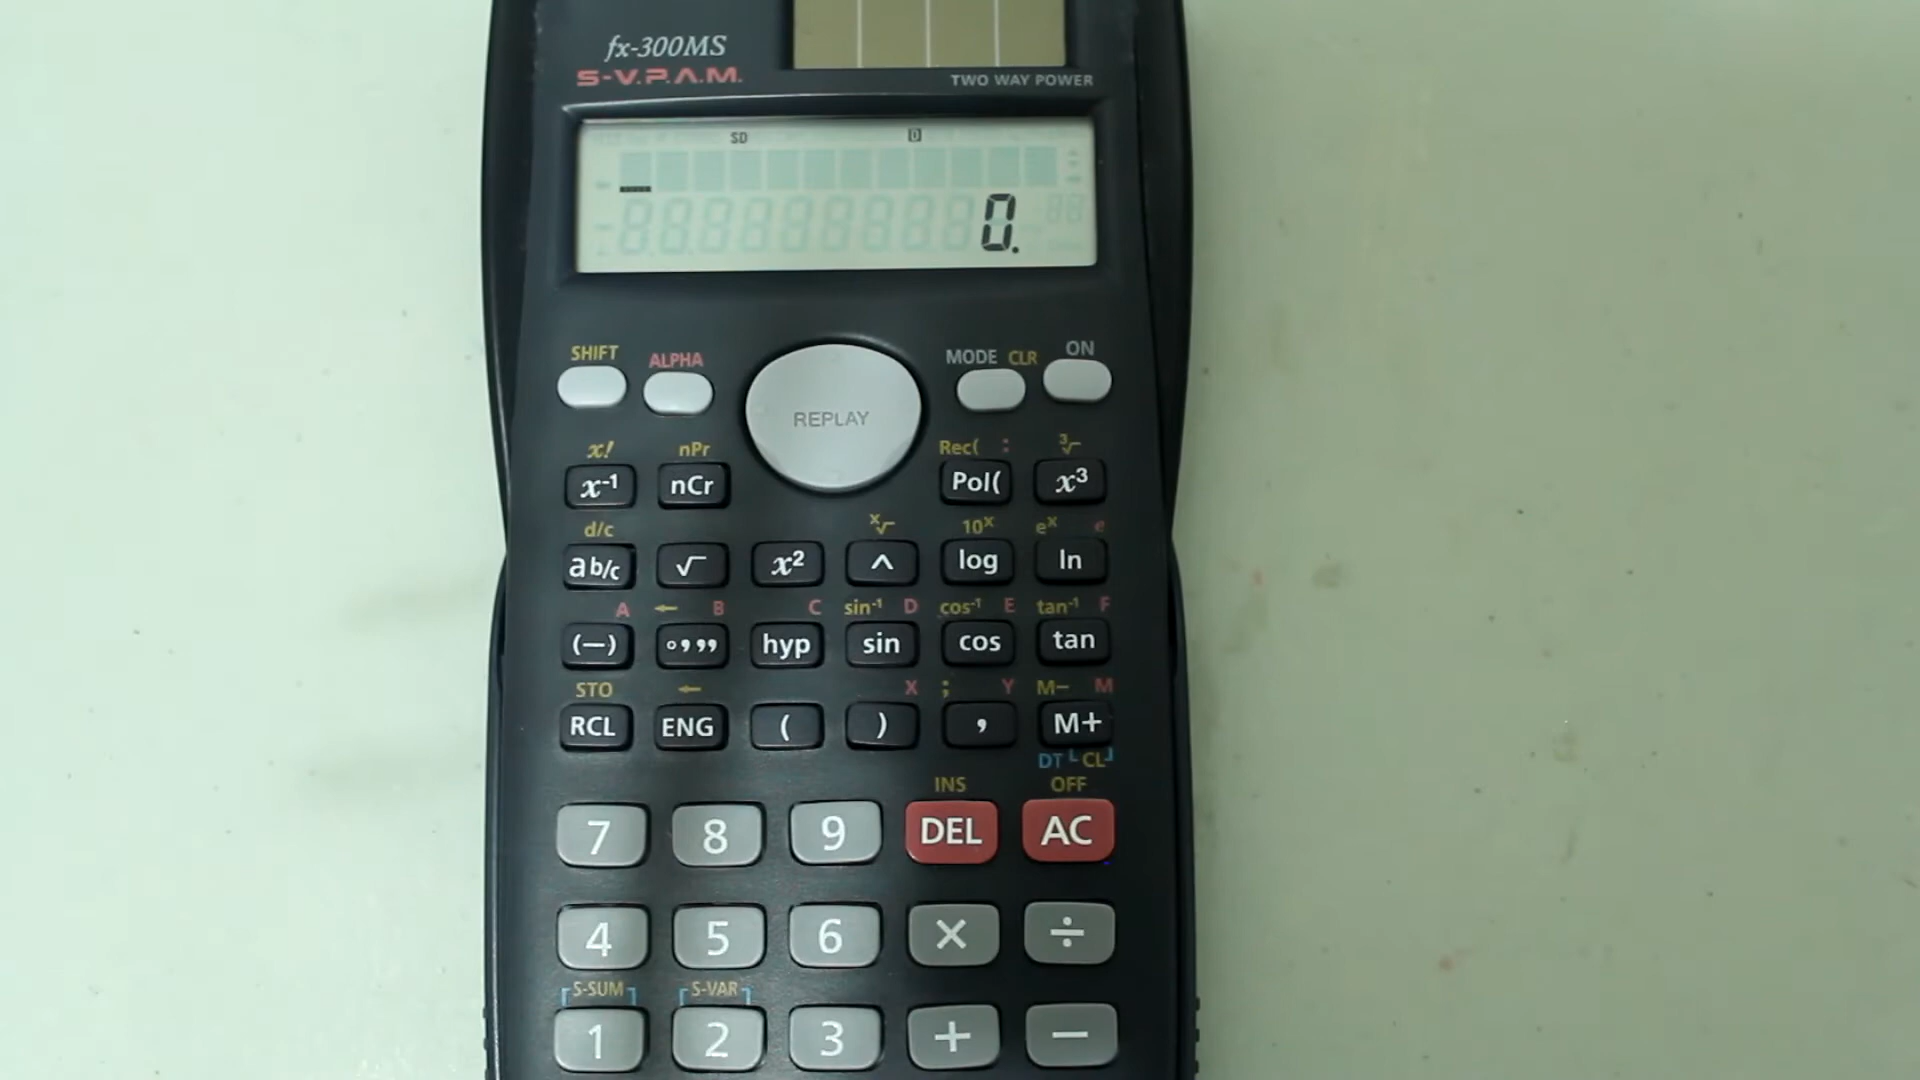 fx-300MS
S-V.P.A.M.
TWO WAY POWER
SD D
0.
SHIFT ALPHA MODE CLR ON
REPLAY
x! nPr Rec( : ³√
x⁻¹ nCr Pol( x³
d/c ˣ√ 10ˣ eˣ e
a b/c √ x² ^ log ln
A ← B C sin⁻¹ D cos⁻¹ E tan⁻¹ F
(−) ° ’ ’’ hyp sin cos tan
STO ← X ; Y M− M
RCL ENG ( ) , M+
DT CL
INS OFF
7 8 9 DEL AC
4 5 6 × ÷
S-SUM S-VAR
1 2 3 + −